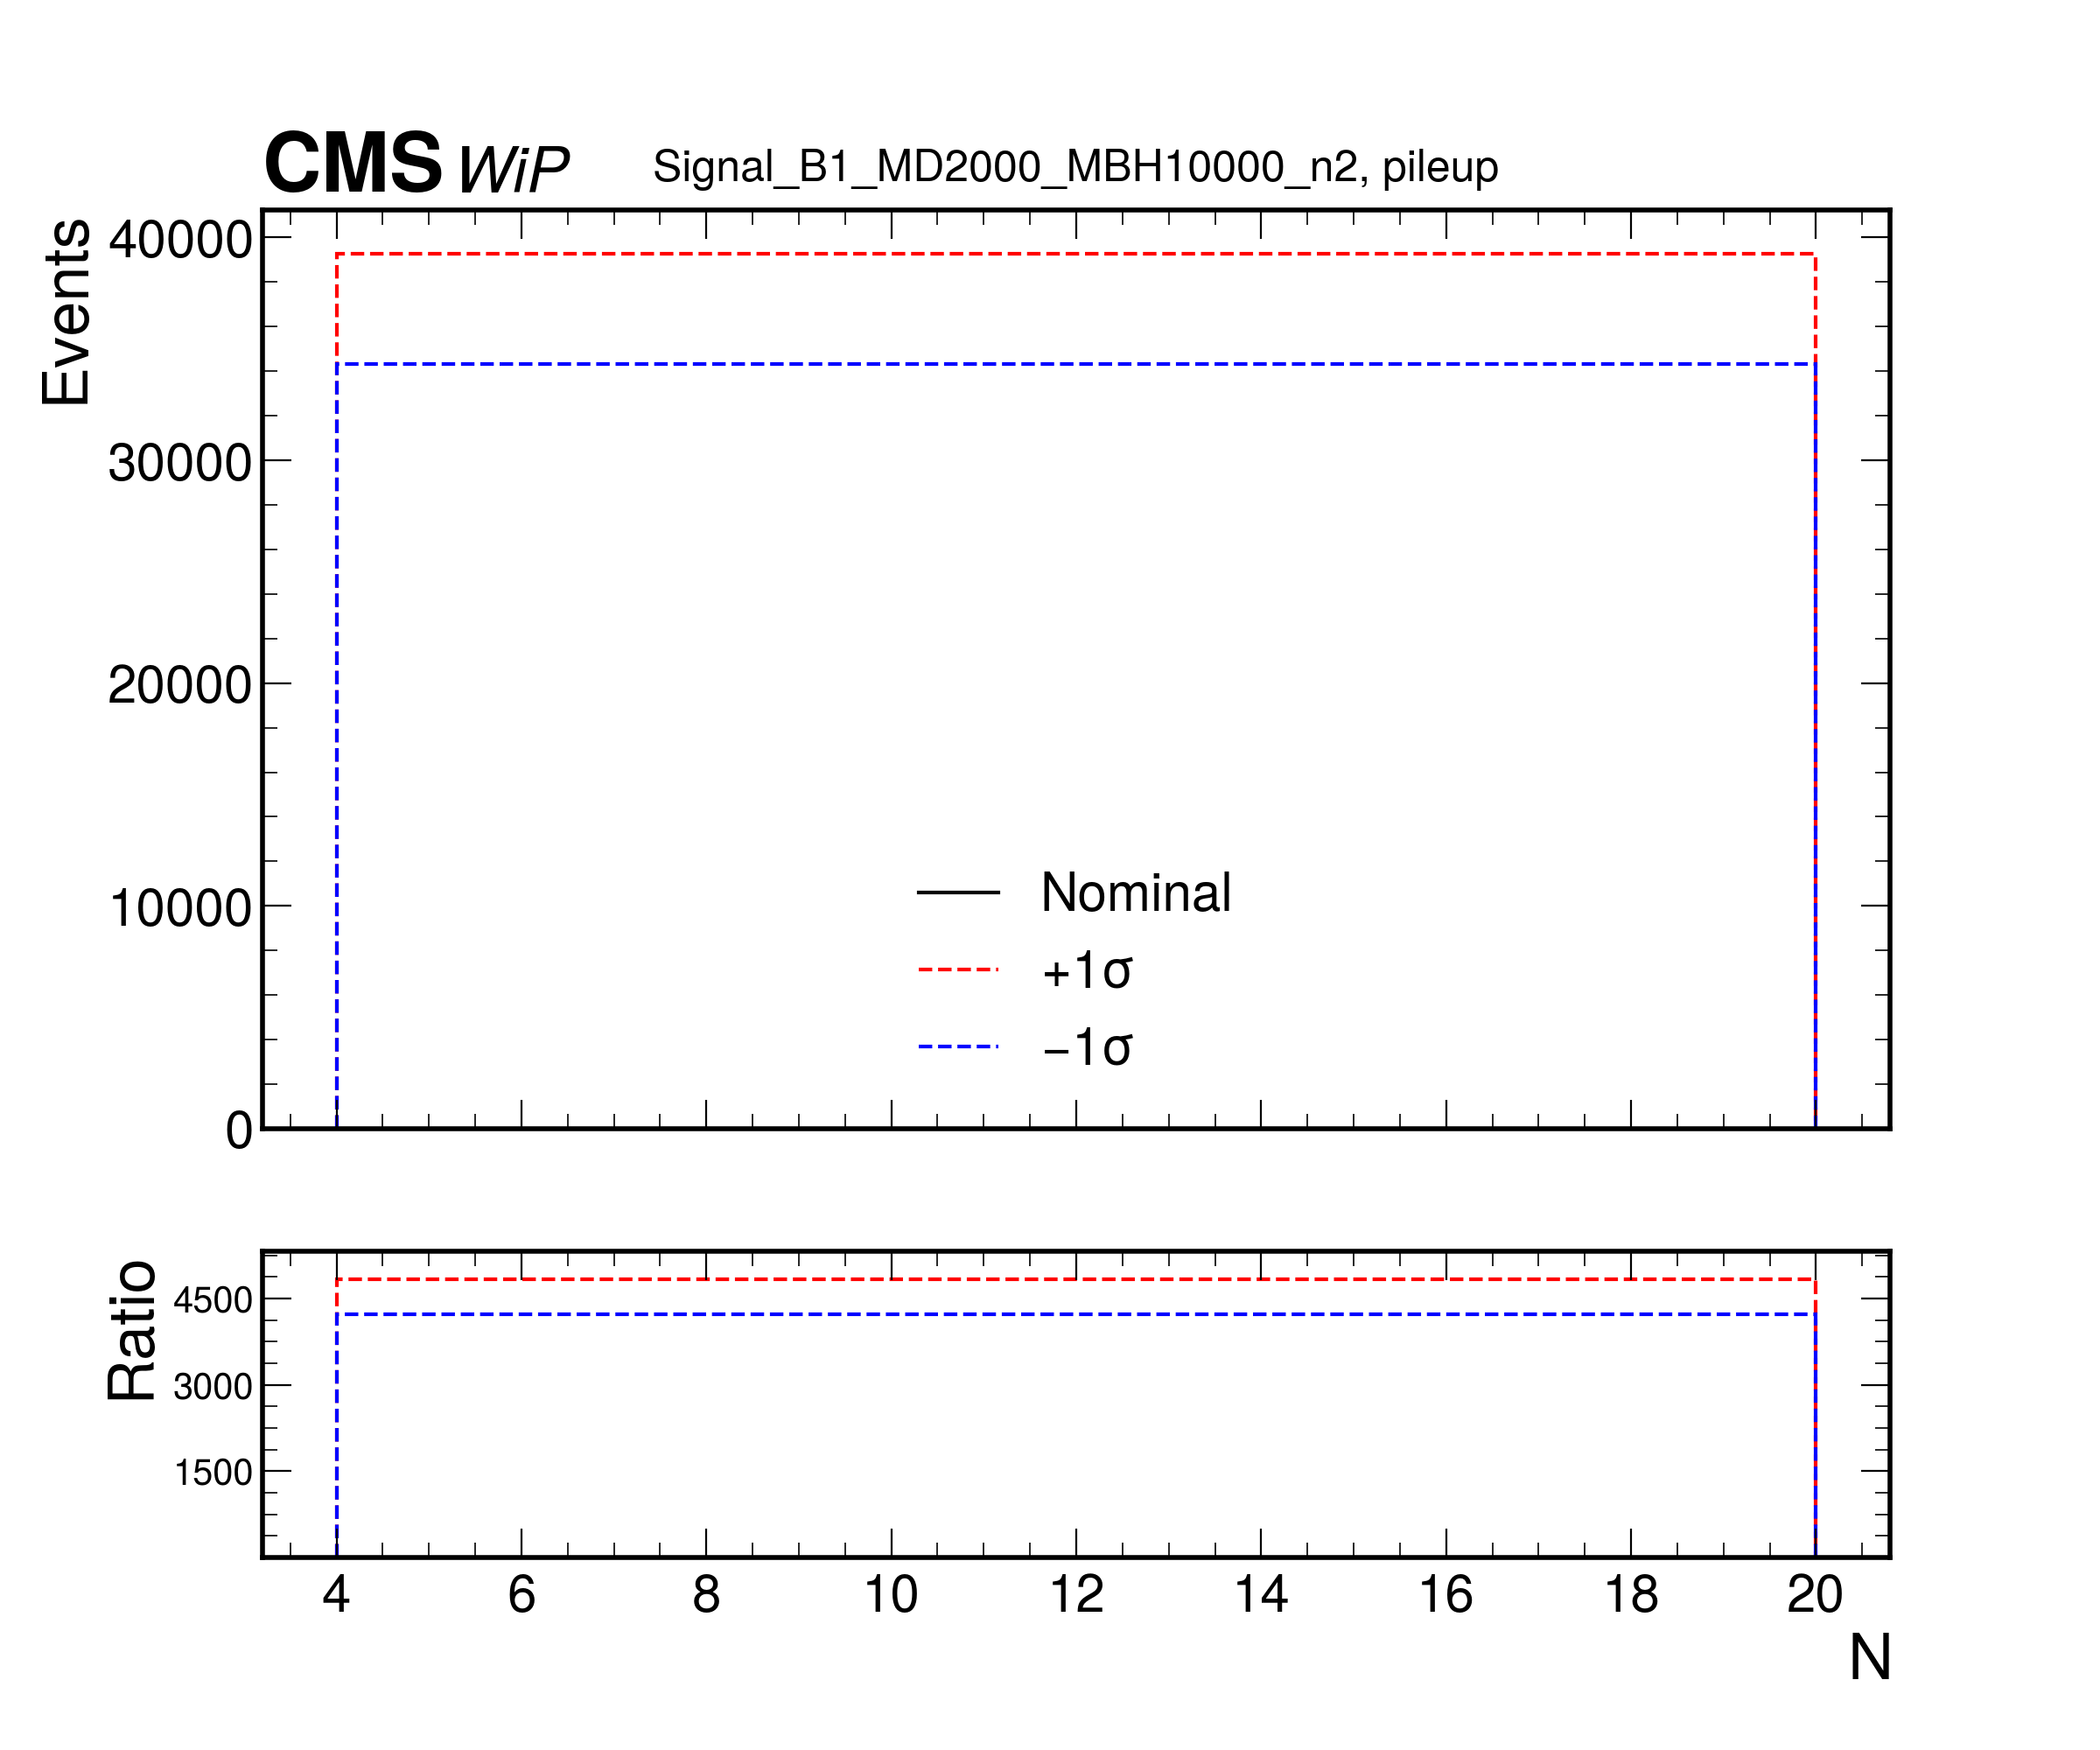 CMS WiP Signal_B1_MD2000_MBH10000_n2, pileup
Events
40000
30000
20000
10000
0
Nominal
+1σ
−1σ
Ratio
4500
3000
1500
4 6 8 10 12 14 16 18 20
N